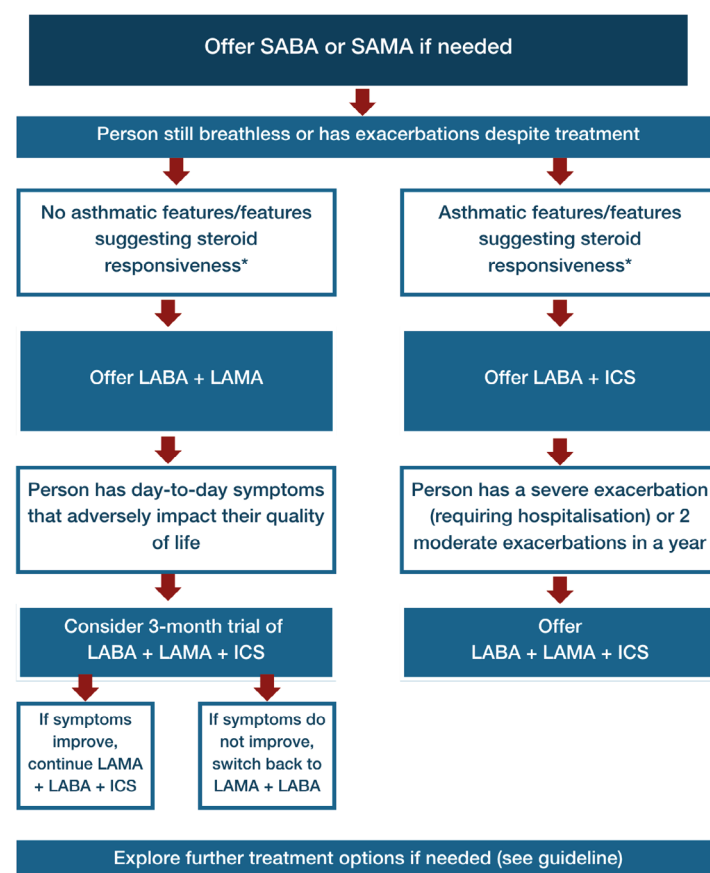 Offer SABA or SAMA if needed
Person still breathless or has exacerbations despite treatment
No asthmatic features/features
suggesting steroid
responsiveness*
Asthmatic features/features
suggesting steroid
responsiveness*
Offer LABA + LAMA
Offer LABA + ICS
Person has day-to-day symptoms
that adversely impact their quality
of life
Person has a severe exacerbation
(requiring hospitalisation) or 2
moderate exacerbations in a year
Consider 3-month trial of
LABA + LAMA + ICS
Offer
LABA + LAMA + ICS
If symptoms
improve,
continue LAMA
+ LABA + ICS
If symptoms do
not improve,
switch back to
LAMA + LABA
Explore further treatment options if needed (see guideline)